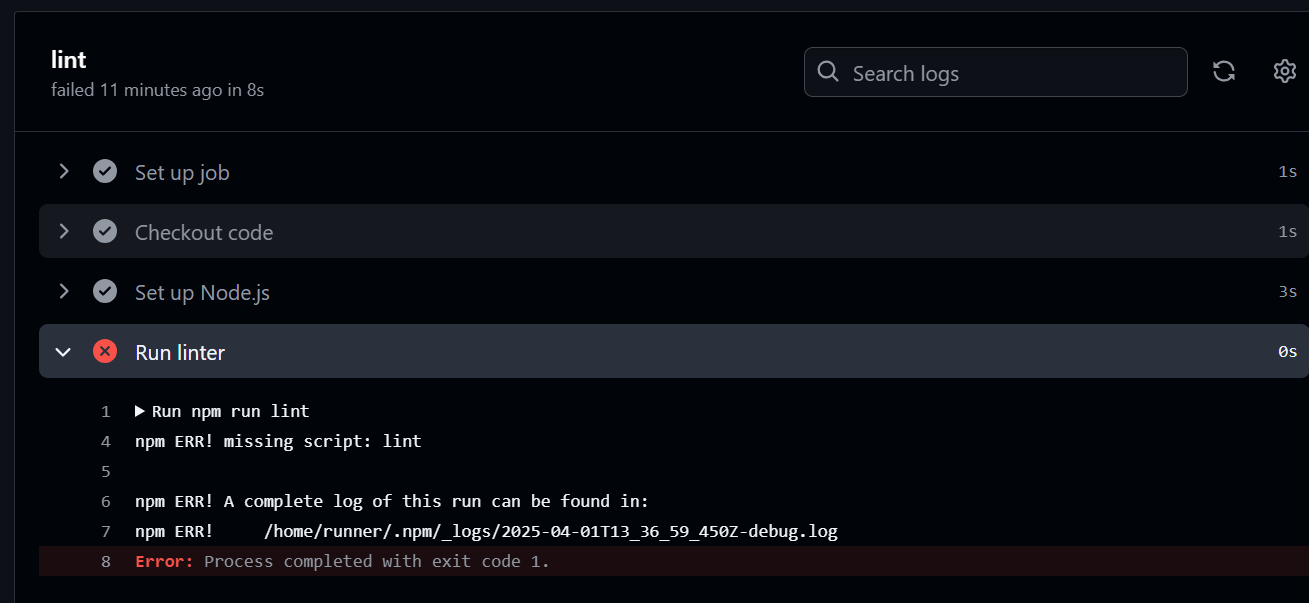 lint
failed 11 minutes ago in 8s
Search logs
Set up job 1s
Checkout code 1s
Set up Node.js 3s
Run linter 0s
1 Run npm run lint
4 npm ERR! missing script: lint
5
6 npm ERR! A complete log of this run can be found in:
7 npm ERR!     /home/runner/.npm/_logs/2025-04-01T13_36_59_450Z-debug.log
8 Error: Process completed with exit code 1.